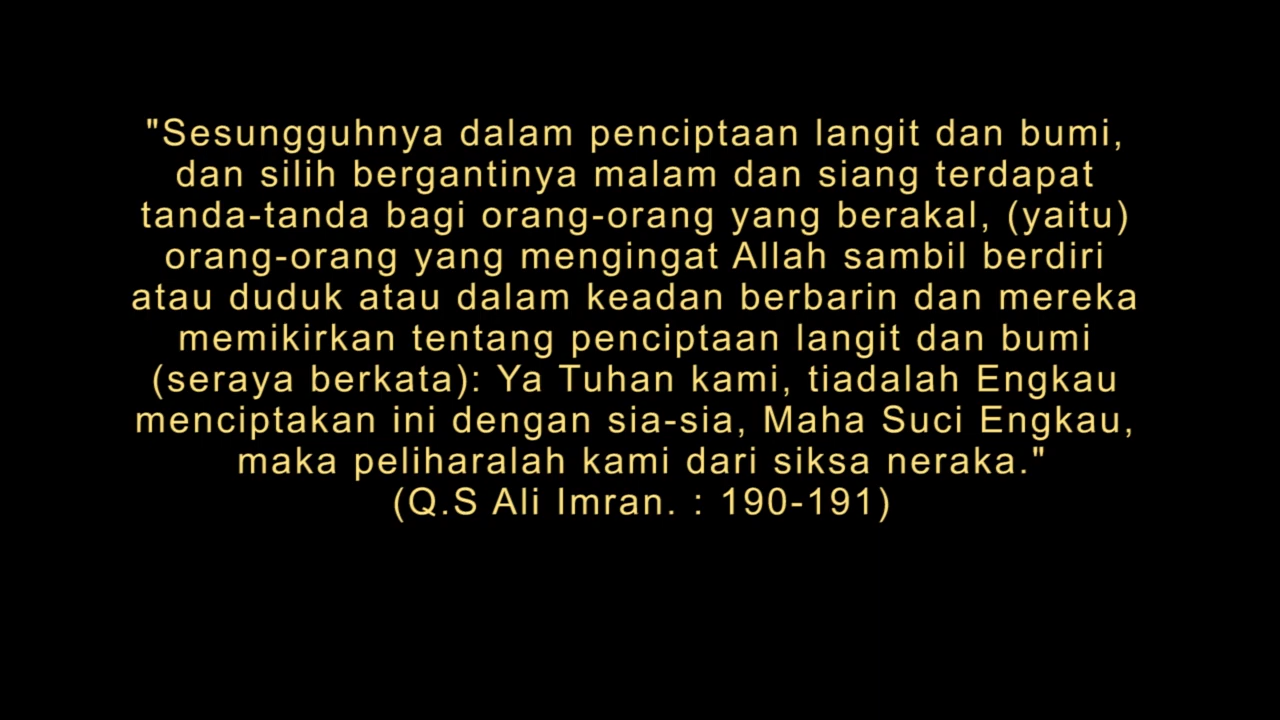 "Sesungguhnya dalam penciptaan langit dan bumi,
dan silih bergantinya malam dan siang terdapat
tanda-tanda bagi orang-orang yang berakal, (yaitu)
orang-orang yang mengingat Allah sambil berdiri
atau duduk atau dalam keadan berbarin dan mereka
memikirkan tentang penciptaan langit dan bumi
(seraya berkata): Ya Tuhan kami, tiadalah Engkau
menciptakan ini dengan sia-sia, Maha Suci Engkau,
maka peliharalah kami dari siksa neraka."
(Q.S Ali Imran. : 190-191)